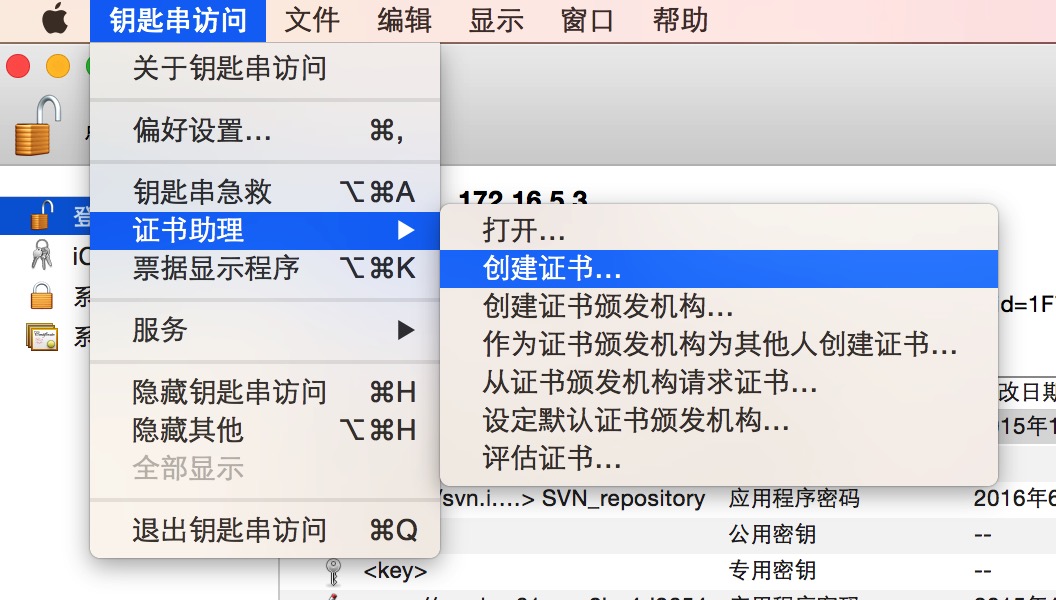 钥匙串访问 文件 编辑 显示 窗口 帮助
关于钥匙串访问
偏好设置... ⌘,
钥匙串急救 ⌥⌘A
172.16.5.3
证书助理 ▶
打开...
创建证书...
iC
票据显示程序 ⌥⌘K
创建证书颁发机构...
d=1F
服务 ▶
作为证书颁发机构为其他人创建证书...
从证书颁发机构请求证书...
隐藏钥匙串访问 ⌘H
改日期
隐藏其他 ⌥⌘H
设定默认证书颁发机构...
15年1
全部显示
评估证书...
/svn.i....> SVN_repository 应用程序密码 2016年6
退出钥匙串访问 ⌘Q
公用密钥 --
<key> 专用密钥 --